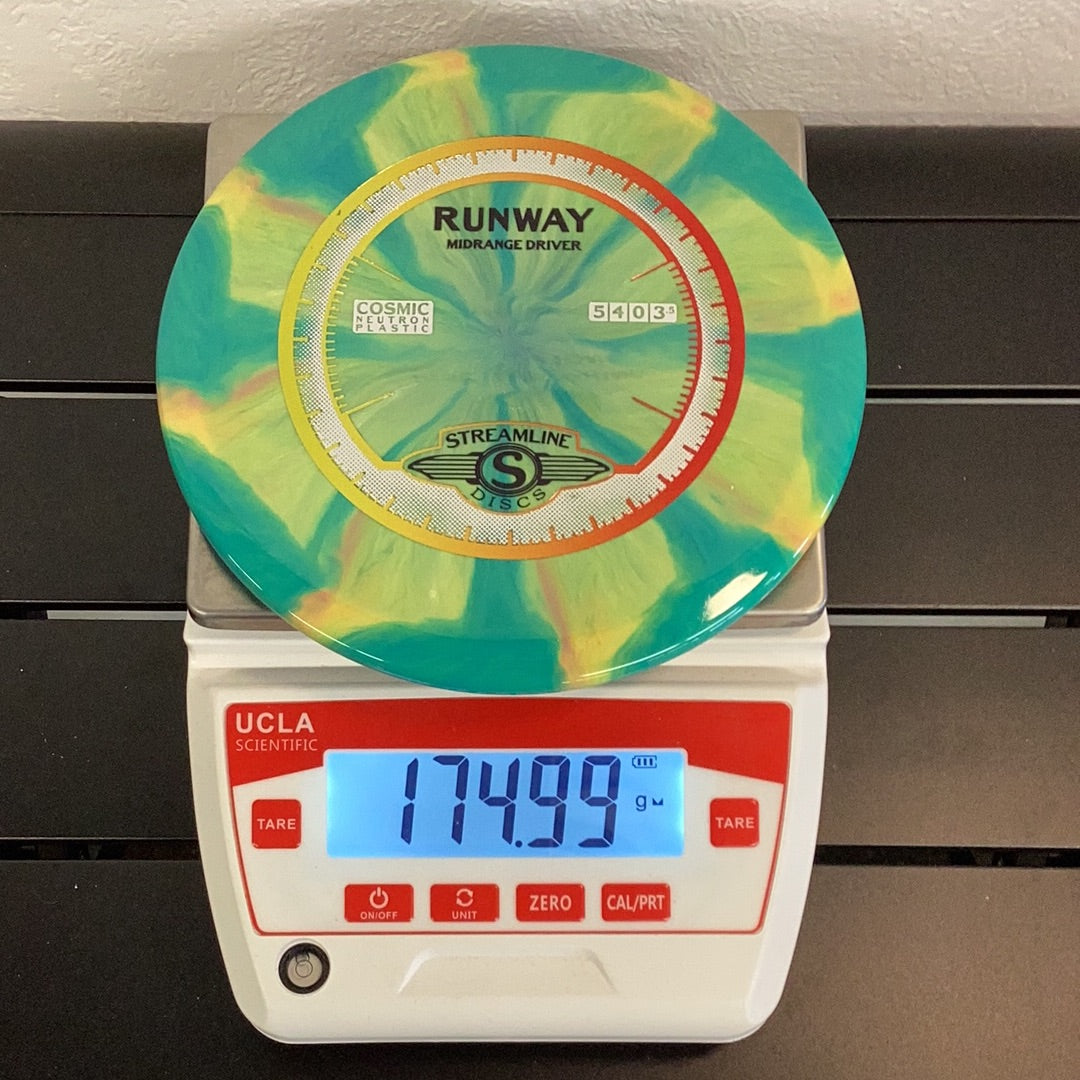 RUNWAY
MIDRANGE DRIVER
COSMIC
NEUTRON
PLASTIC
5 4 0 3.5
STREAMLINE
S
DISCS
UCLA
SCIENTIFIC
174.99
g
TARE
TARE
ON/OFF
UNIT
ZERO
CAL/PRT